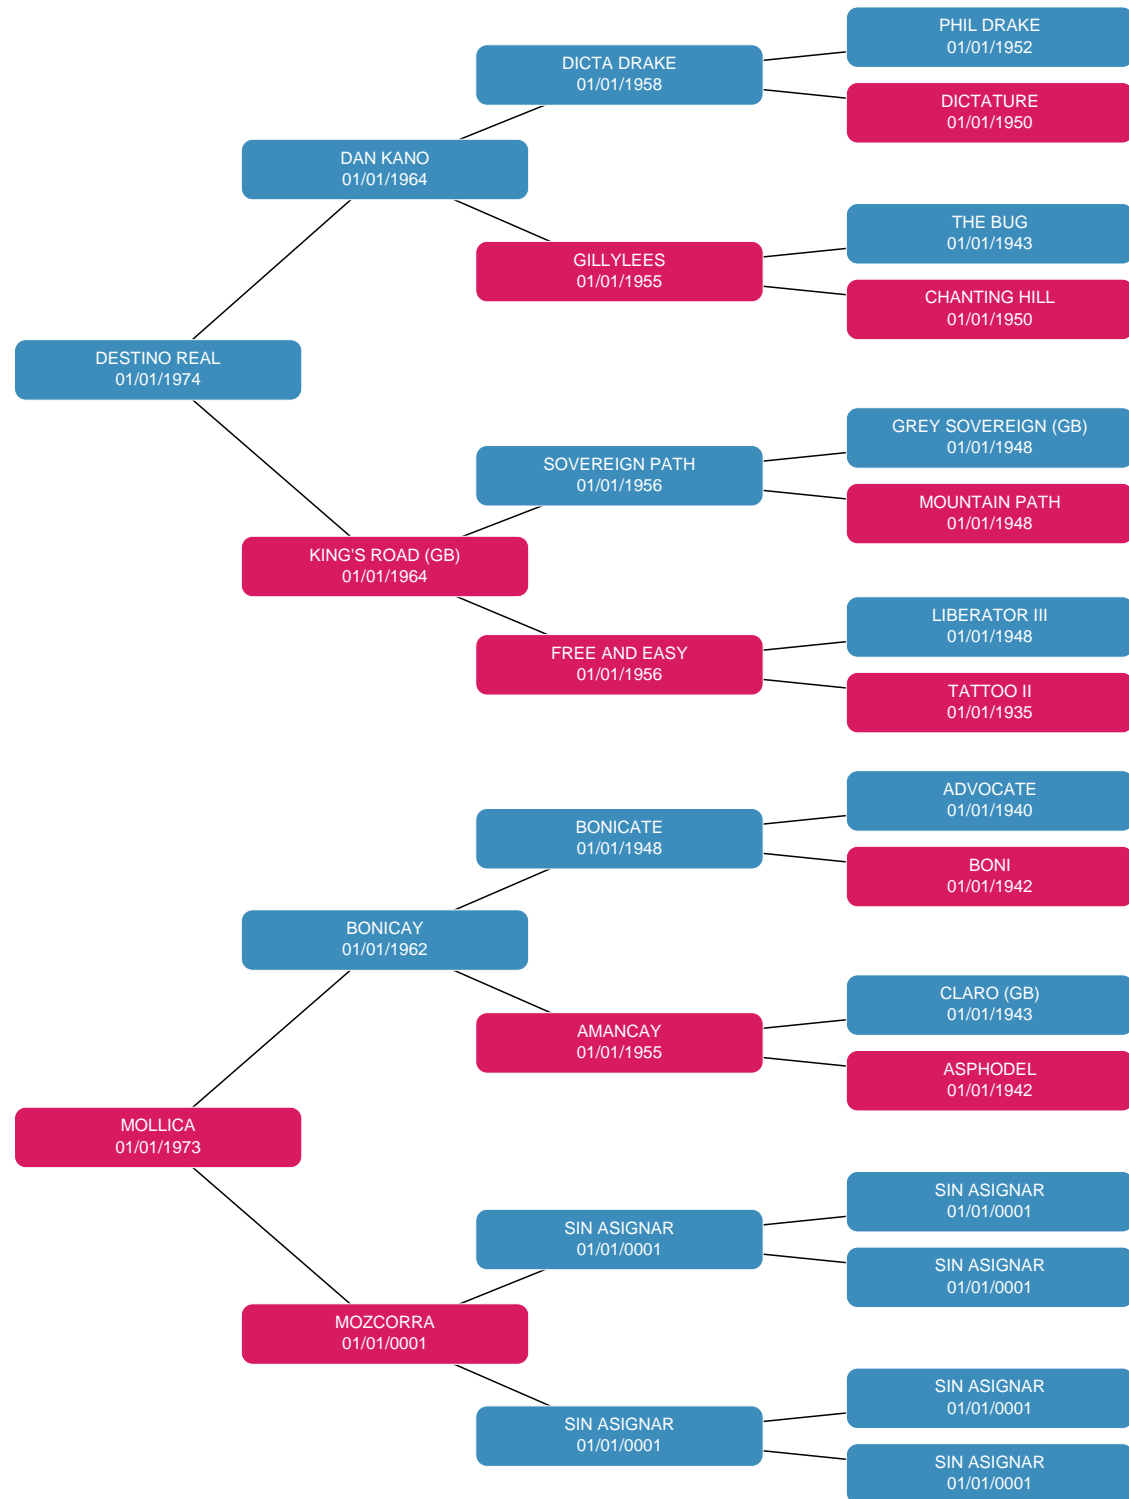 PHIL DRAKE
01/01/1952
DICTA DRAKE
01/01/1958
DICTATURE
01/01/1950
DAN KANO
01/01/1964
THE BUG
01/01/1943
GILLYLEES
01/01/1955
CHANTING HILL
01/01/1950
DESTINO REAL
01/01/1974
GREY SOVEREIGN (GB)
01/01/1948
SOVEREIGN PATH
01/01/1956
MOUNTAIN PATH
01/01/1948
KING'S ROAD (GB)
01/01/1964
LIBERATOR III
01/01/1948
FREE AND EASY
01/01/1956
TATTOO II
01/01/1935
ADVOCATE
01/01/1940
BONICATE
01/01/1948
BONI
01/01/1942
BONICAY
01/01/1962
CLARO (GB)
01/01/1943
AMANCAY
01/01/1955
ASPHODEL
01/01/1942
MOLLICA
01/01/1973
SIN ASIGNAR
01/01/0001
SIN ASIGNAR
01/01/0001
SIN ASIGNAR
01/01/0001
MOZCORRA
01/01/0001
SIN ASIGNAR
01/01/0001
SIN ASIGNAR
01/01/0001
SIN ASIGNAR
01/01/0001